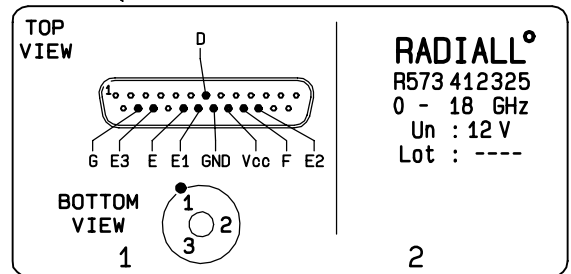 TOP
VIEW
D
1
G E3 E E1 GND Vcc F E2
BOTTOM
VIEW
1
2
3
1
RADIALL°
R573 412325
0 - 18 GHz
Un : 12 V
Lot : ----
2